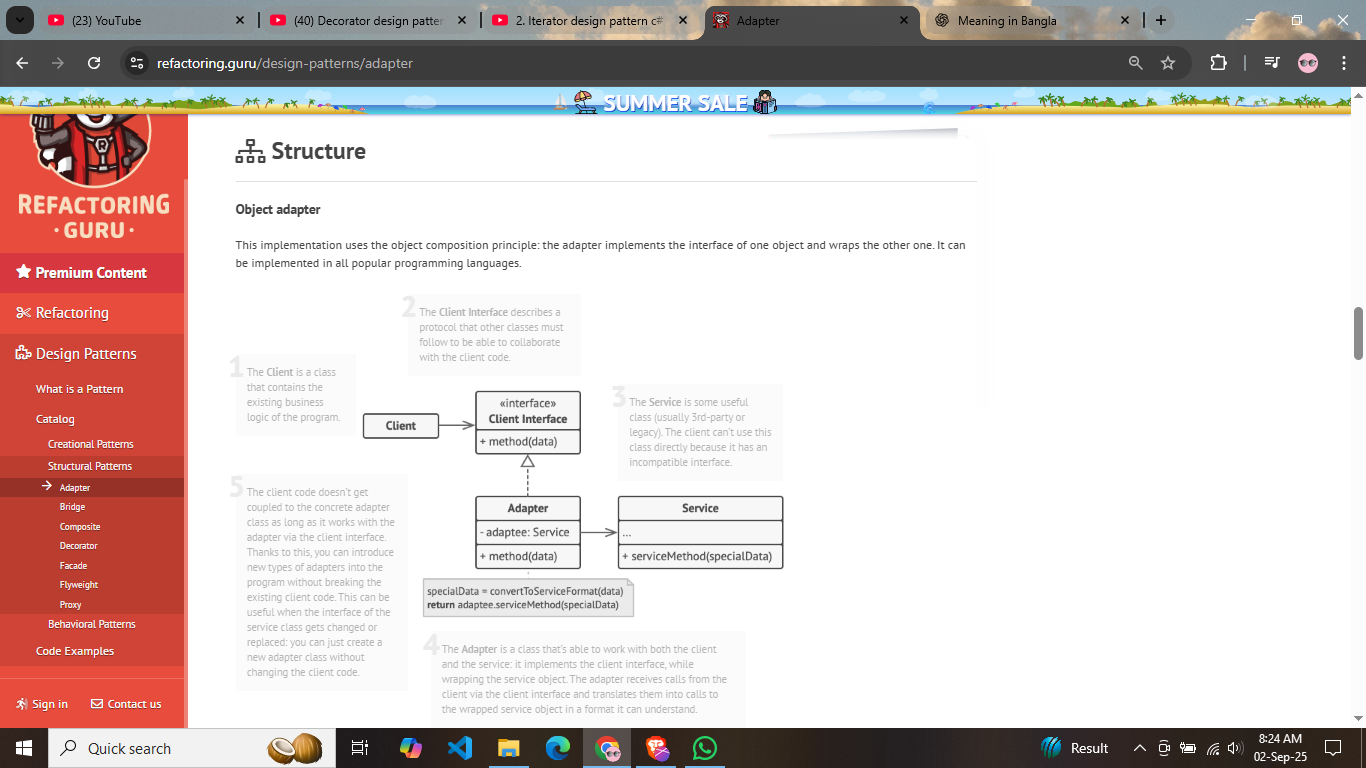 (23) YouTube
(40) Decorator design patter
2. Iterator design pattern c#
Adapter
Meaning in Bangla
refactoring.guru/design-patterns/adapter
SUMMER SALE
REFACTORING
· GURU ·
Premium Content
Refactoring
Design Patterns
What is a Pattern
Catalog
Creational Patterns
Structural Patterns
Adapter
Bridge
Composite
Decorator
Facade
Flyweight
Proxy
Behavioral Patterns
Code Examples
Sign in
Contact us
Structure
Object adapter
This implementation uses the object composition principle: the adapter implements the interface of one object and wraps the other one. It can
be implemented in all popular programming languages.
1
The Client is a class
that contains the
existing business
logic of the program.
2
The Client Interface describes a
protocol that other classes must
follow to be able to collaborate
with the client code.
3
The Service is some useful
class (usually 3rd-party or
legacy). The client can't use this
class directly because it has an
incompatible interface.
Client
«interface»
Client Interface
+ method(data)
Adapter
- adaptee: Service
+ method(data)
Service
...
+ serviceMethod(specialData)
specialData = convertToServiceFormat(data)
return adaptee.serviceMethod(specialData)
5
The client code doesn't get
coupled to the concrete adapter
class as long as it works with the
adapter via the client interface.
Thanks to this, you can introduce
new types of adapters into the
program without breaking the
existing client code. This can be
useful when the interface of the
service class gets changed or
replaced: you can just create a
new adapter class without
changing the client code.
4
The Adapter is a class that's able to work with both the client
and the service: it implements the client interface, while
wrapping the service object. The adapter receives calls from the
client via the client interface and translates them into calls to
the wrapped service object in a format it can understand.
Quick search
Result
8:24 AM
02-Sep-25